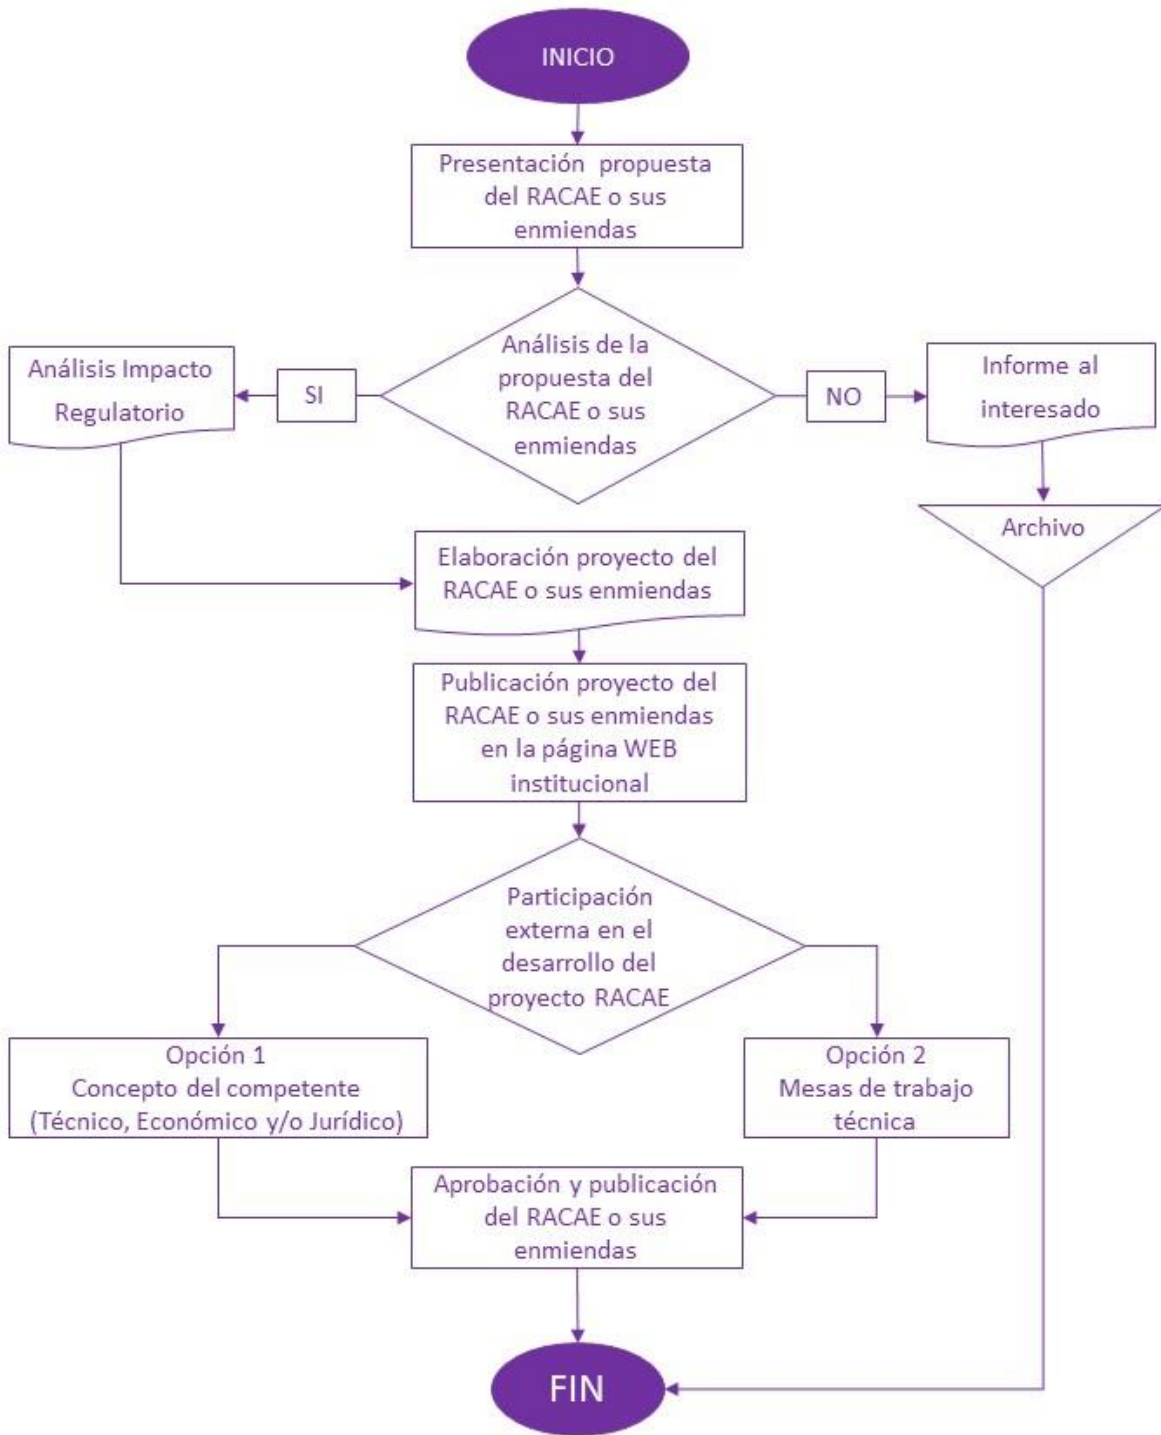 INICIO
Presentación propuesta
del RACAE o sus
enmiendas
Análisis de la
propuesta del
RACAE o sus
enmiendas
SI
Análisis Impacto
Regulatorio
NO
Informe al
interesado
Archivo
Elaboración proyecto del
RACAE o sus enmiendas
Publicación proyecto del
RACAE o sus enmiendas
en la página WEB
institucional
Participación
externa en el
desarrollo del
proyecto RACAE
Opción 1
Concepto del competente
(Técnico, Económico y/o Jurídico)
Opción 2
Mesas de trabajo
técnica
Aprobación y publicación
del RACAE o sus
enmiendas
FIN